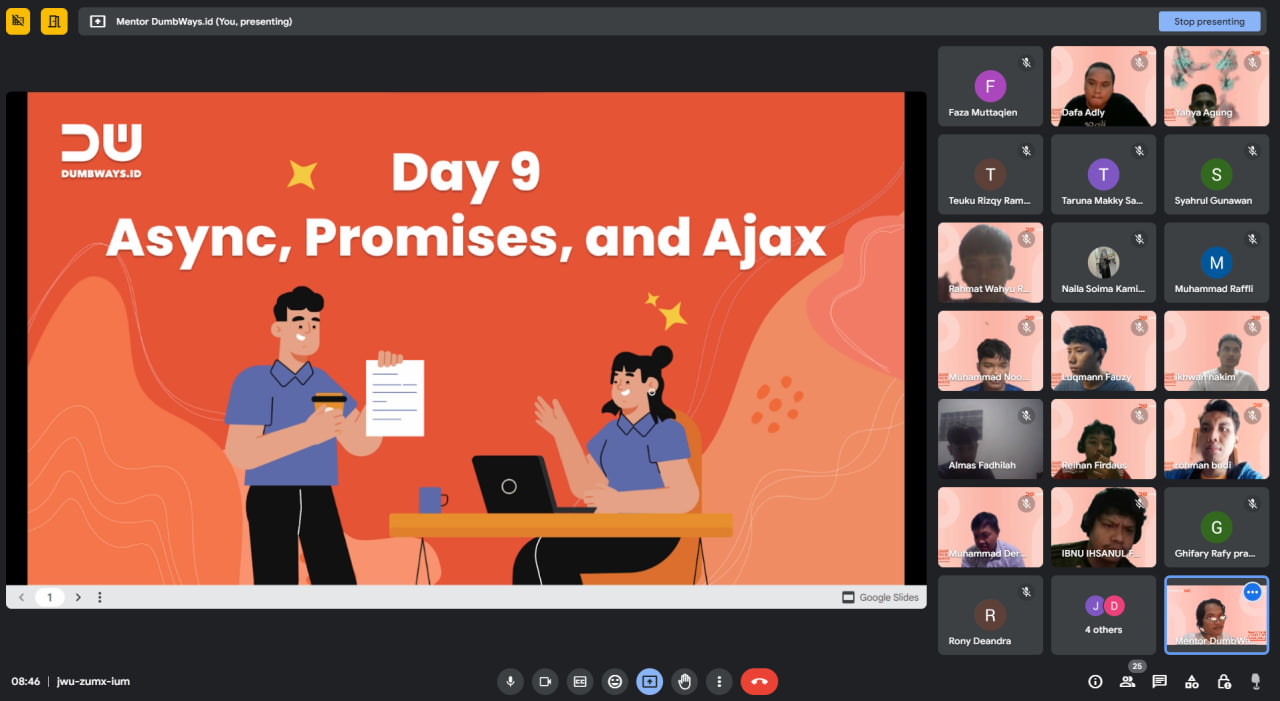 Mentor DumbWays.id (You, presenting)
Stop presenting
DUMBWAYS.ID
Day 9
Async, Promises, and Ajax
1
Google Slides
F
Faza Muttaqien
Dafa Adly
Yahya Agung
T
Teuku Rizqy Ram...
T
Taruna Makky Sa...
S
Syahrul Gunawan
Rahmat Wahyu R...
Naila Soima Kami...
M
Muhammad Raffli
Muhammad Noo...
Luqmann Fauzy
ikhwan hakim
Almas Fadhilah
Reihan Firdaus
rohman budi
Muhammad Der...
IBNU IHSANUL F...
G
Ghifary Rafy pra...
R
Rony Deandra
J
D
4 others
Mentor DumbWa...
08:46 | jwu-zumx-ium
CC
25